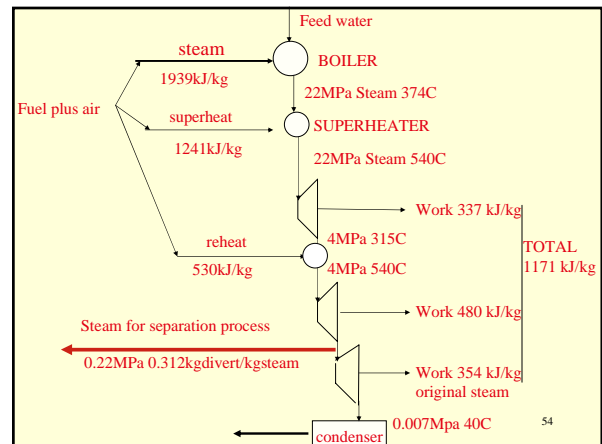 Feed water
steam
1939kJ/kg
BOILER
22MPa Steam 374C
Fuel plus air
superheat
1241kJ/kg
SUPERHEATER
22MPa Steam 540C
Work 337 kJ/kg
4MPa 315C
reheat
530kJ/kg
4MPa 540C
TOTAL
1171 kJ/kg
Work 480 kJ/kg
Steam for separation process
0.22MPa 0.312kgdivert/kgsteam
Work 354 kJ/kg
original steam
0.007Mpa 40C
condenser
54